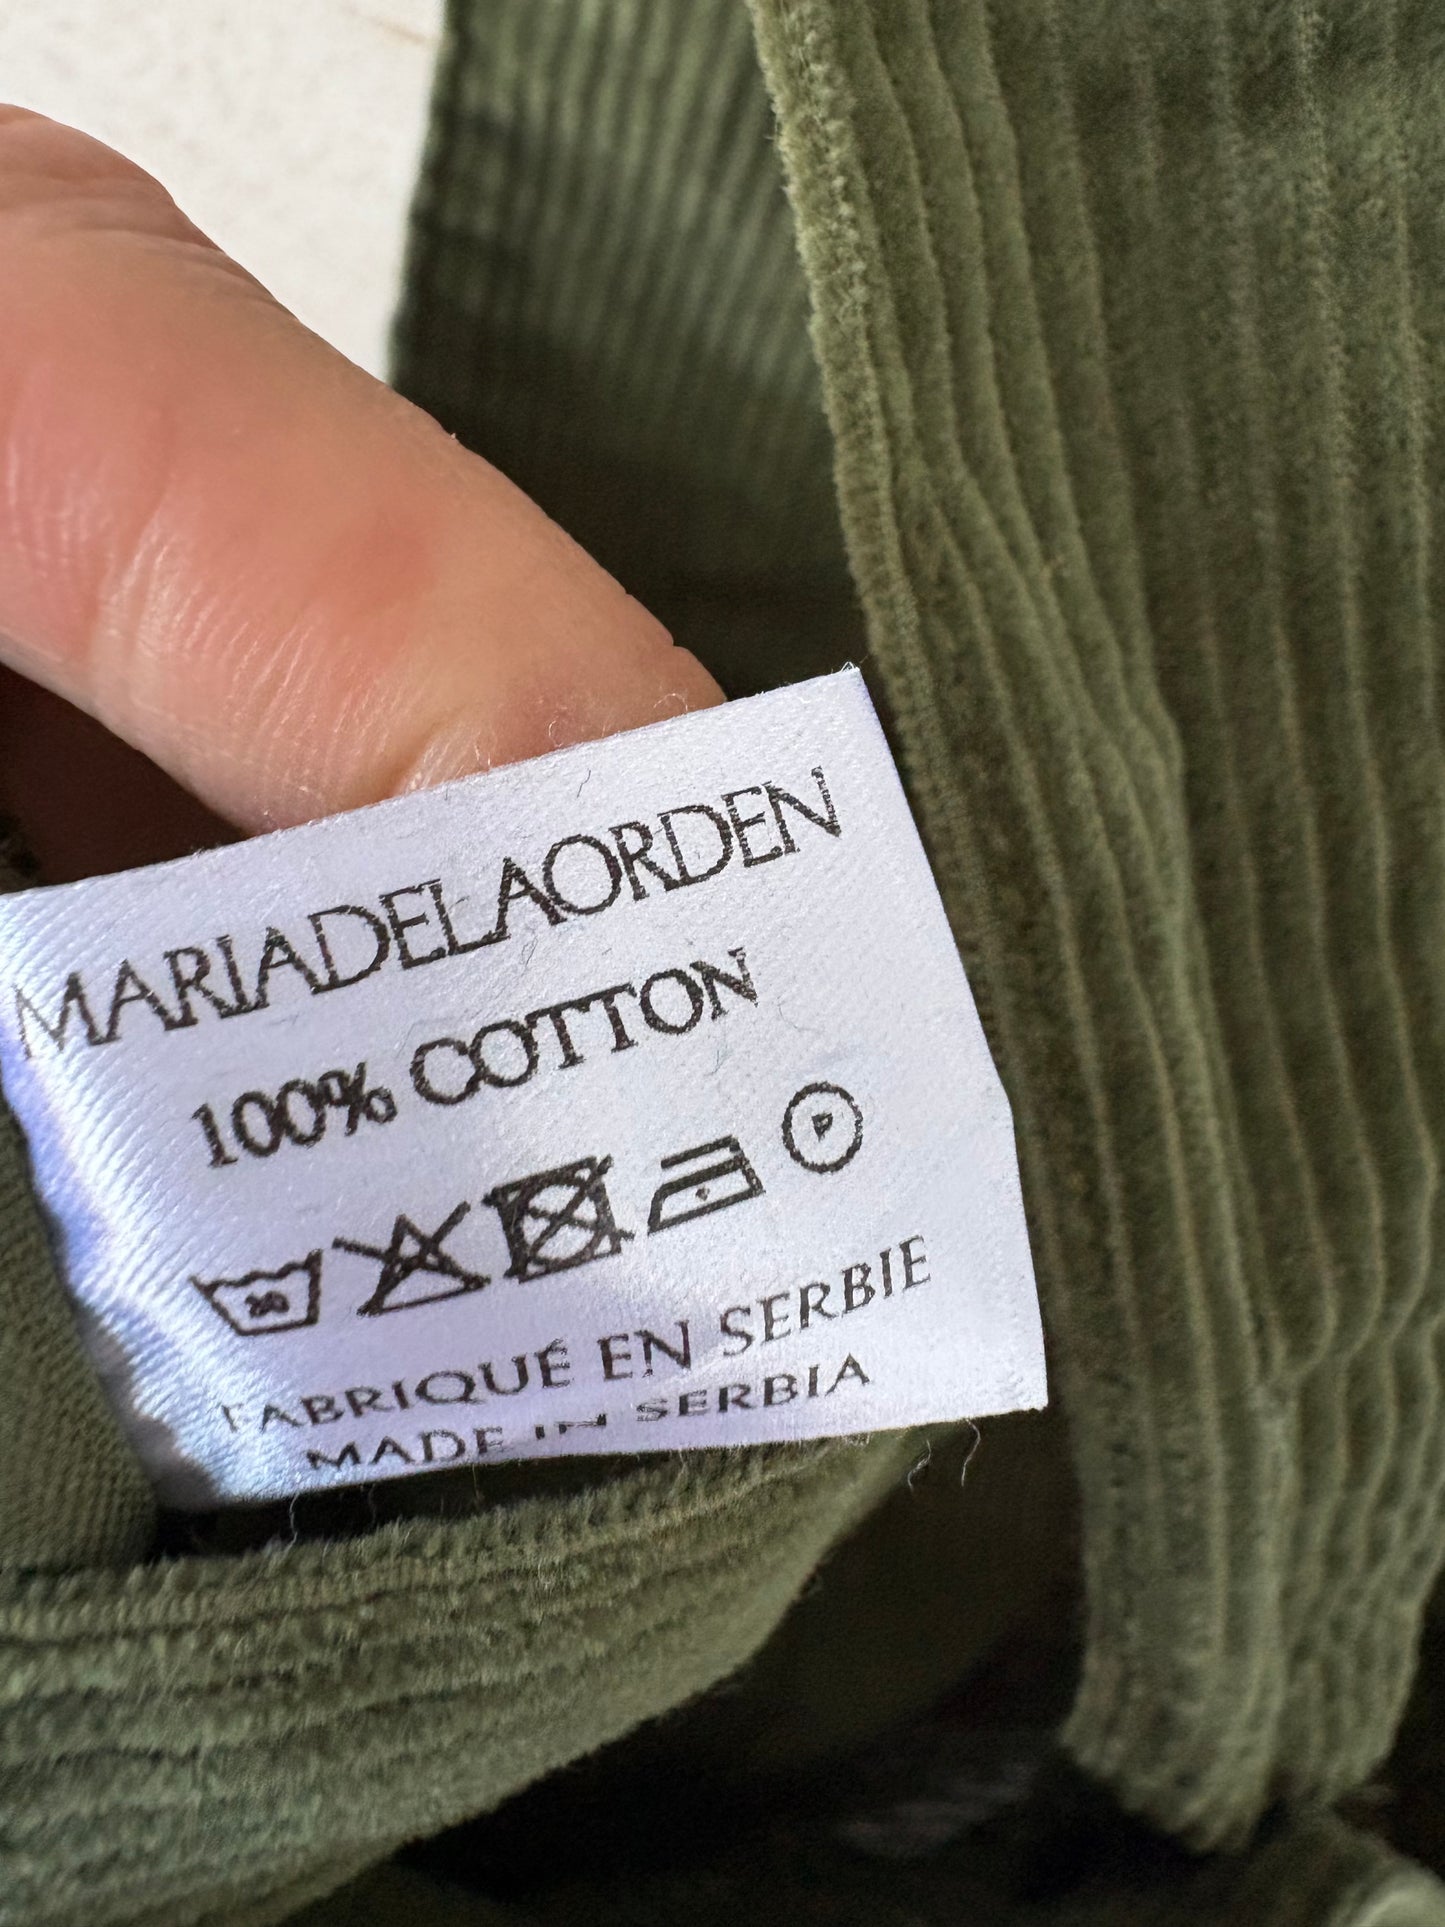 MARIADELAORDEN
100% COTTON
P
FABRIQUÉ EN SERBIE
MADE IN SERBIA